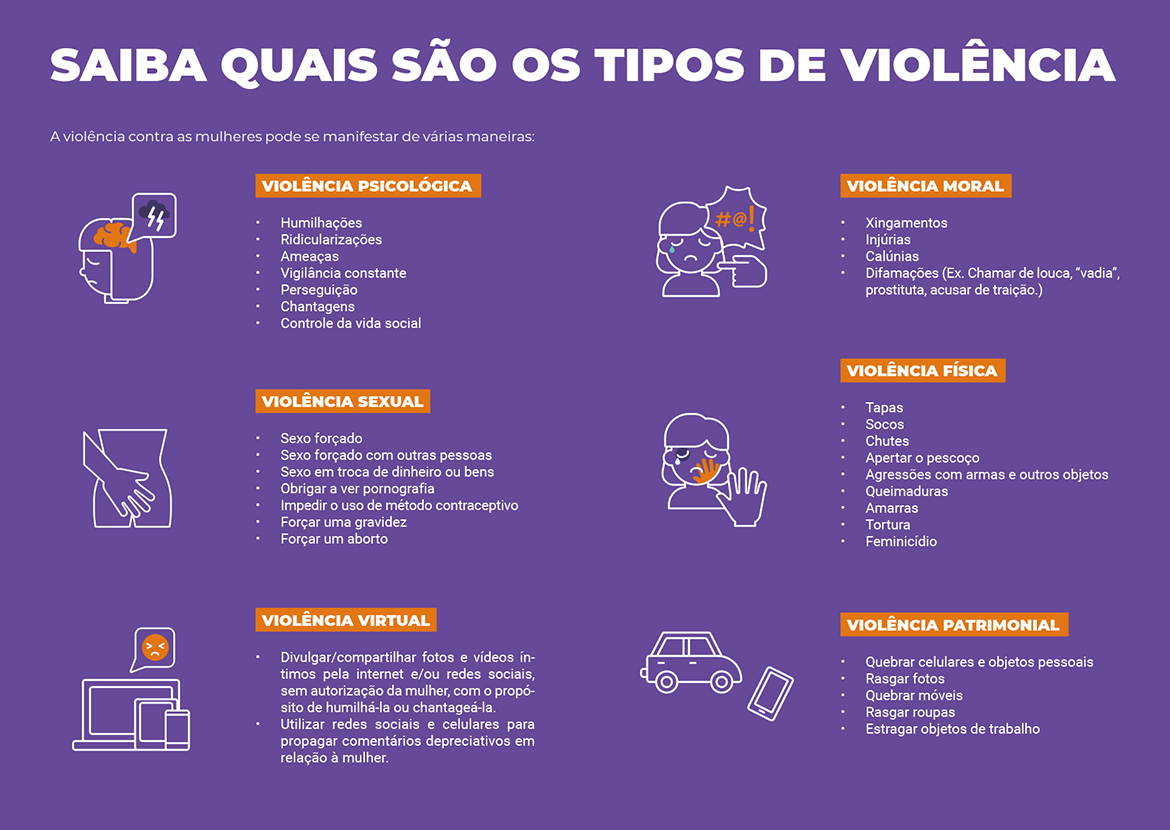 SAIBA QUAIS SÃO OS TIPOS DE VIOLÊNCIA
A violência contra as mulheres pode se manifestar de várias maneiras:
VIOLÊNCIA PSICOLÓGICA
• Humilhações
• Ridicularizações
• Ameaças
• Vigilância constante
• Perseguição
• Chantagens
• Controle da vida social
VIOLÊNCIA SEXUAL
• Sexo forçado
• Sexo forçado com outras pessoas
• Sexo em troca de dinheiro ou bens
• Obrigar a ver pornografia
• Impedir o uso de método contraceptivo
• Forçar uma gravidez
• Forçar um aborto
VIOLÊNCIA VIRTUAL
• Divulgar/compartilhar fotos e vídeos ín-
timos pela internet e/ou redes sociais,
sem autorização da mulher, com o propó-
sito de humilhá-la ou chantageá-la.
• Utilizar redes sociais e celulares para
propagar comentários depreciativos em
relação à mulher.
#@!
VIOLÊNCIA MORAL
• Xingamentos
• Injúrias
• Calúnias
• Difamações (Ex. Chamar de louca, “vadia”,
prostituta, acusar de traição.)
VIOLÊNCIA FÍSICA
• Tapas
• Socos
• Chutes
• Apertar o pescoço
• Agressões com armas e outros objetos
• Queimaduras
• Amarras
• Tortura
• Feminicídio
VIOLÊNCIA PATRIMONIAL
• Quebrar celulares e objetos pessoais
• Rasgar fotos
• Quebrar móveis
• Rasgar roupas
• Estragar objetos de trabalho